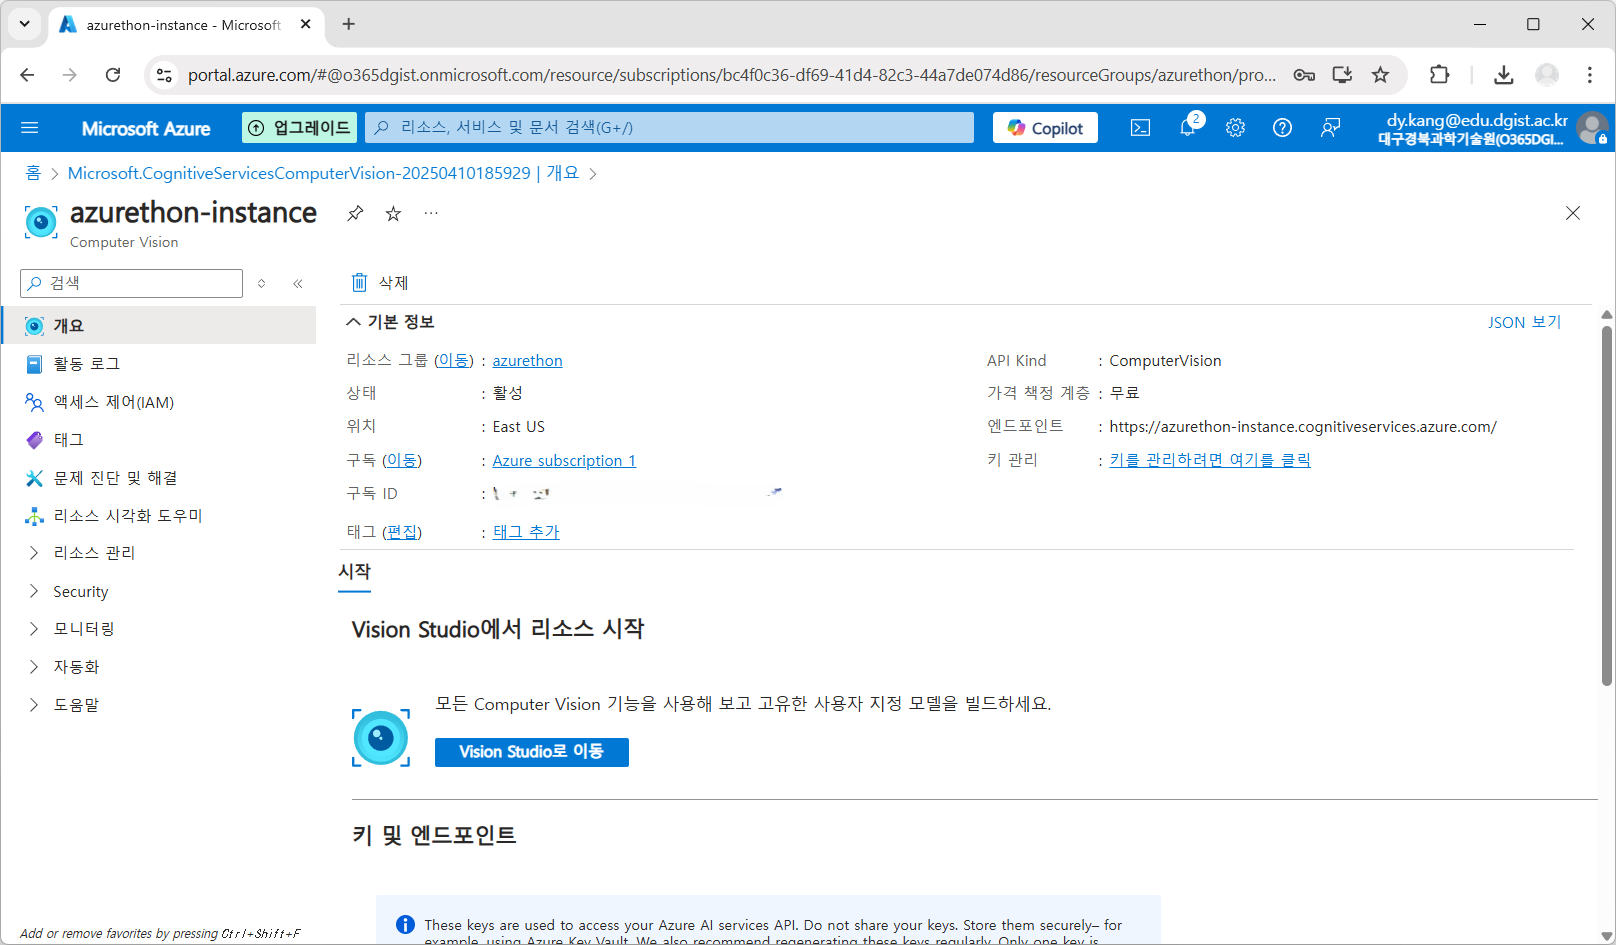 azurethon-instance - Microsoft
portal.azure.com/#@o365dgist.onmicrosoft.com/resource/subscriptions/bc4f0c36-df69-41d4-82c3-44a7de074d86/resourceGroups/azurethon/pro...
Microsoft Azure
업그레이드
리소스, 서비스 및 문서 검색(G+/)
Copilot
2
dy.kang@edu.dgist.ac.kr
대구경북과학기술원(O365DGI...
홈 > Microsoft.CognitiveServicesComputerVision-20250410185929 | 개요 >
azurethon-instance
Computer Vision
검색
삭제
개요
활동 로그
액세스 제어(IAM)
태그
문제 진단 및 해결
리소스 시각화 도우미
리소스 관리
Security
모니터링
자동화
도움말
Add or remove favorites by pressing Ctrl+Shift+F
기본 정보
JSON 보기
리소스 그룹 (이동) : azurethon
상태 : 활성
위치 : East US
구독 (이동) : Azure subscription 1
구독 ID :
태그 (편집) : 태그 추가
API Kind : ComputerVision
가격 책정 계층 : 무료
엔드포인트 : https://azurethon-instance.cognitiveservices.azure.com/
키 관리 : 키를 관리하려면 여기를 클릭
시작
Vision Studio에서 리소스 시작
모든 Computer Vision 기능을 사용해 보고 고유한 사용자 지정 모델을 빌드하세요.
Vision Studio로 이동
키 및 엔드포인트
These keys are used to access your Azure AI services API. Do not share your keys. Store them securely– for
example, using Azure Key Vault. We also recommend regenerating these keys regularly. Only one key is